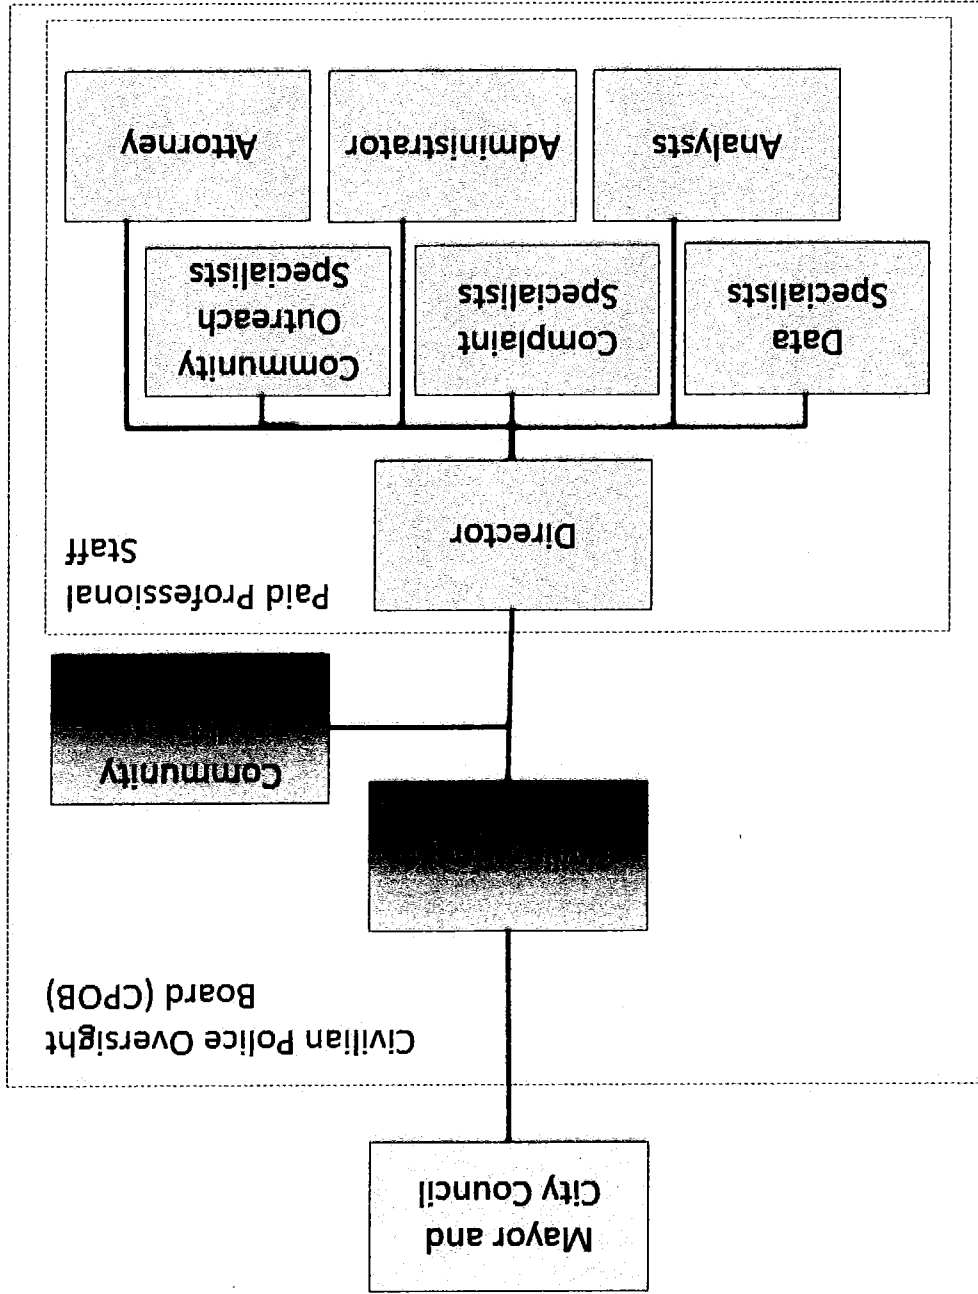 Mayor and
City Council
Civilian Police Oversight
Board (CPOB)
Community
Paid Professional
Staff
Director
Data
Specialists
Complaint
Specialists
Community
Outreach
Specialists
Analysts
Administrator
Attorney